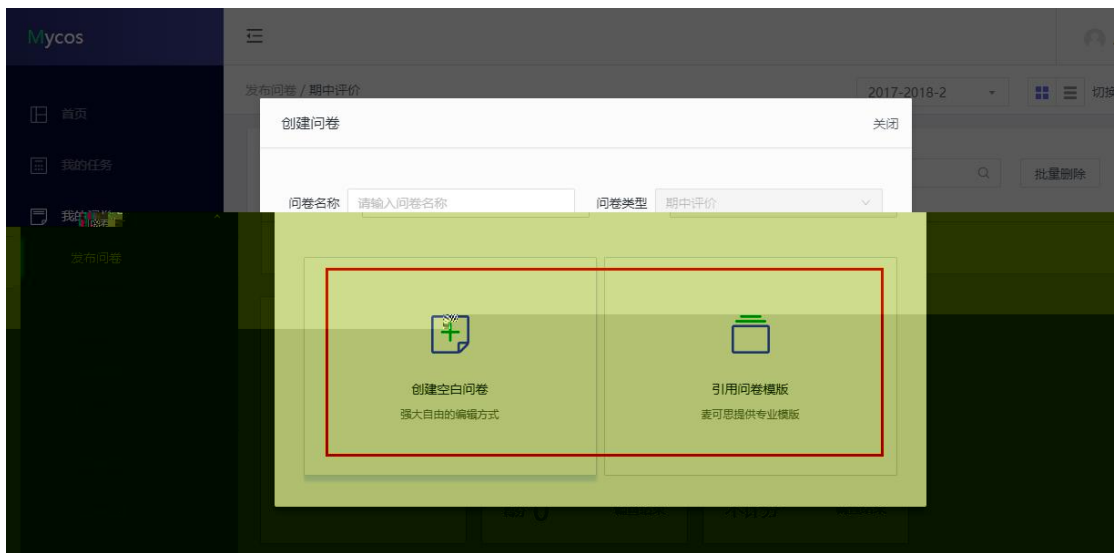 Mycos
发布问卷 / 期中评价
2017-2018-2
切换
首页
创建问卷
关闭
我的任务
批量删除
问卷名称
请输入问卷名称
问卷类型
期中评价
发布问卷
创建空白问卷
强大自由的编辑方式
引用问卷模版
麦可思提供专业模版